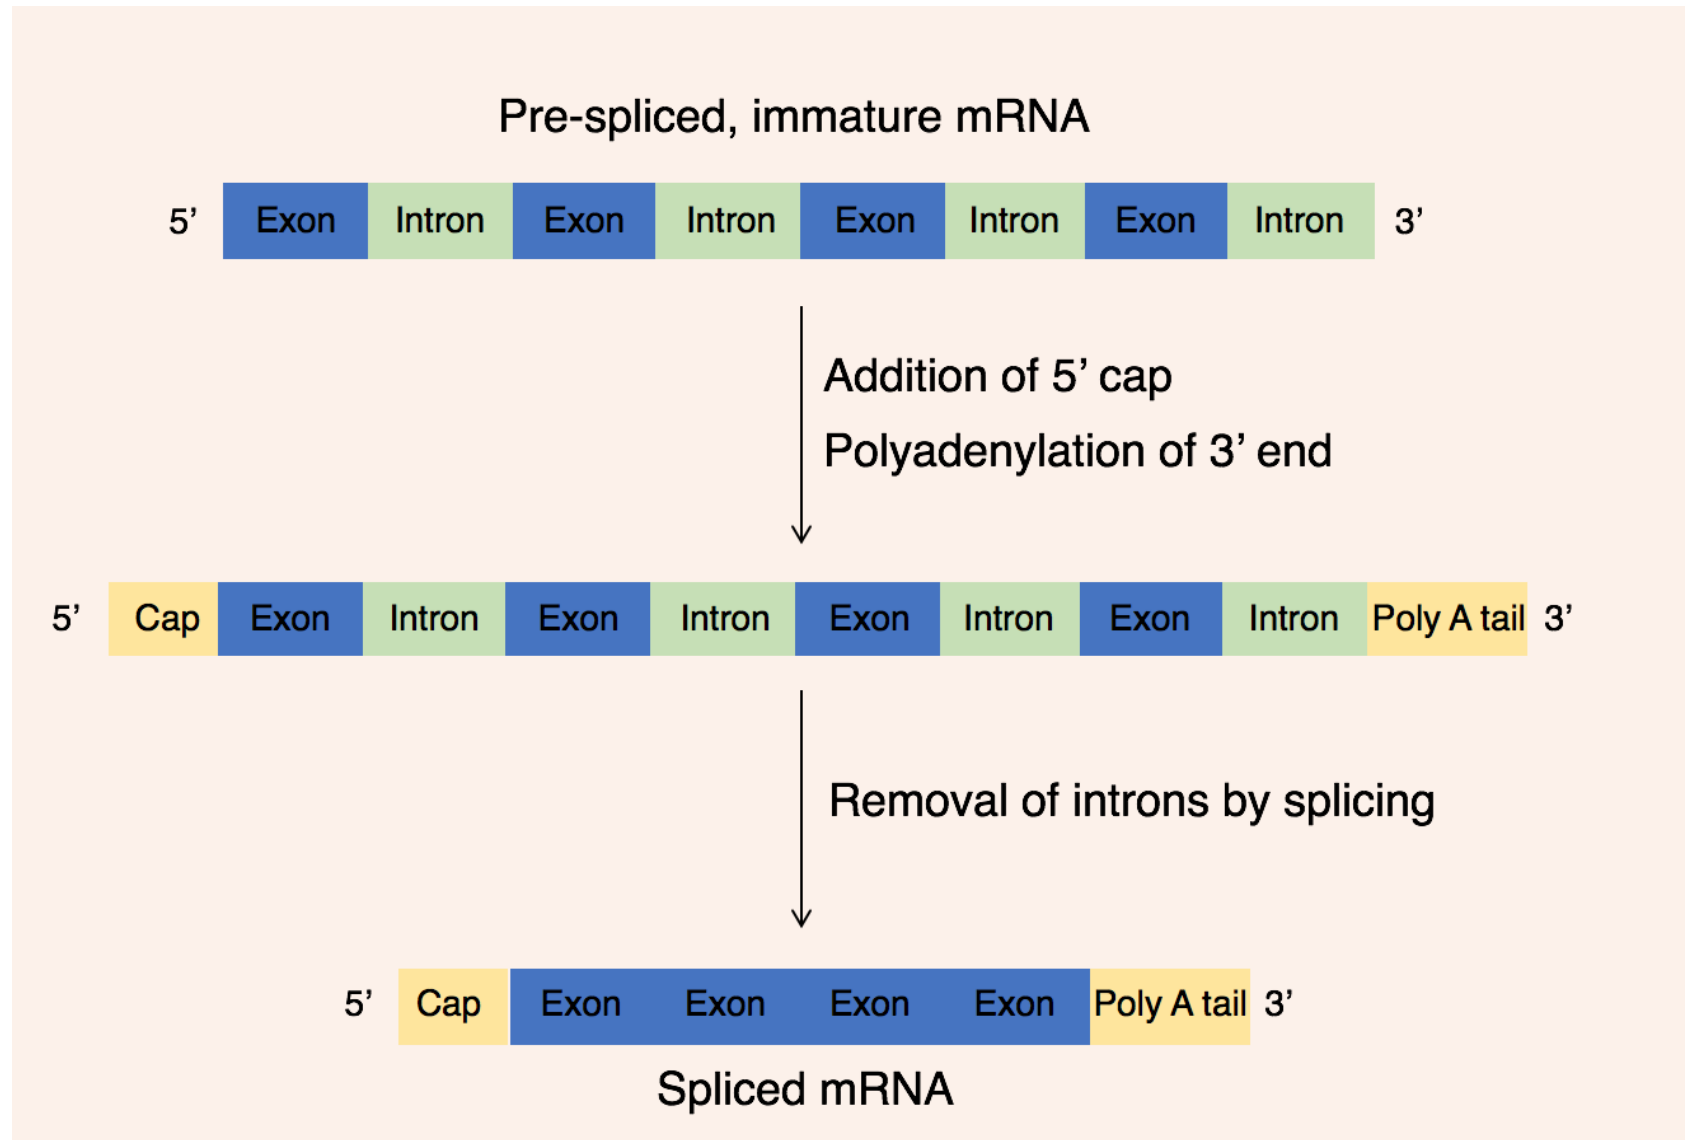 Pre-spliced, immature mRNA
5’ Exon Intron Exon Intron Exon Intron Exon Intron 3’
Addition of 5’ cap
Polyadenylation of 3’ end
5’ Cap Exon Intron Exon Intron Exon Intron Exon Intron Poly A tail 3’
Removal of introns by splicing
5’ Cap Exon Exon Exon Exon Poly A tail 3’
Spliced mRNA